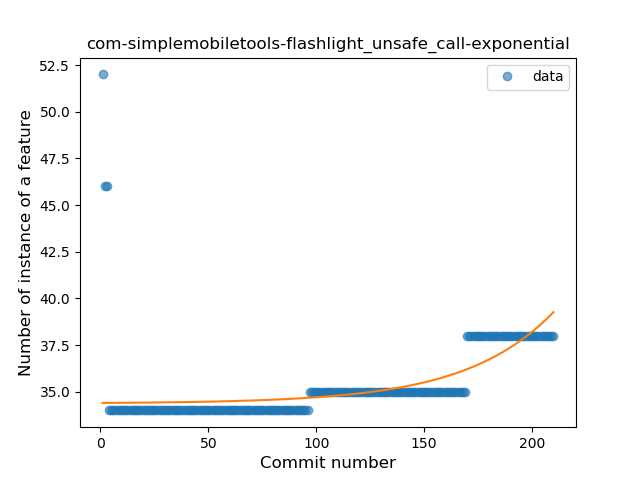 com-simplemobiletools-flashlight_unsafe_call-exponential
data
Number of instance of a feature
52.5
50.0
47.5
45.0
42.5
40.0
37.5
35.0
0 50 100 150 200
Commit number